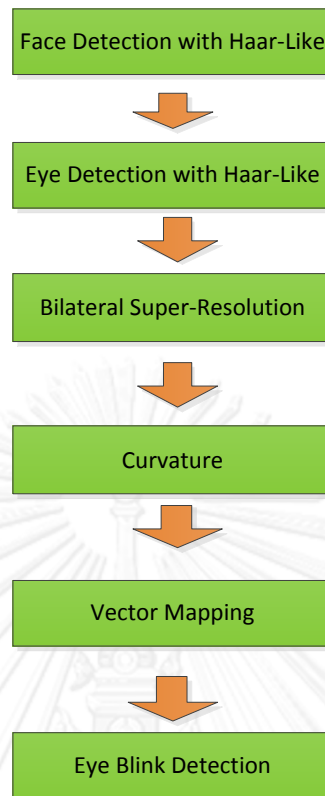 Face Detection with Haar-Like
Eye Detection with Haar-Like
Bilateral Super-Resolution
Curvature
Vector Mapping
Eye Blink Detection